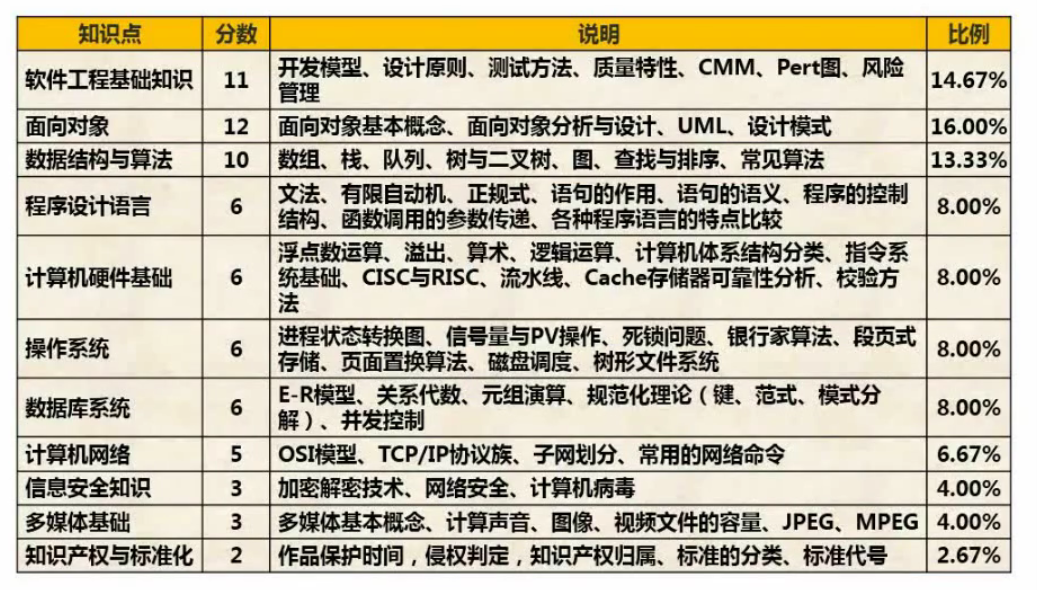 知识点 分数 说明 比例
软件工程基础知识 11 开发模型、设计原则、测试方法、质量特性、CMM、Pert图、风险
管理 14.67%
面向对象 12 面向对象基本概念、面向对象分析与设计、UML、设计模式 16.00%
数据结构与算法 10 数组、栈、队列、树与二叉树、图、查找与排序、常见算法 13.33%
程序设计语言 6 文法、有限自动机、正规式、语句的作用、语句的语义、程序的控制
结构、函数调用的参数传递、各种程序语言的特点比较 8.00%
计算机硬件基础 6 浮点数运算、溢出、算术、逻辑运算、计算机体系结构分类、指令系
统基础、CISC与RISC、流水线、Cache存储器可靠性分析、校验方
法 8.00%
操作系统 6 进程状态转换图、信号量与PV操作、死锁问题、银行家算法、段页式
存储、页面置换算法、磁盘调度、树形文件系统 8.00%
数据库系统 6 E-R模型、关系代数、元组演算、规范化理论（键、范式、模式分
解）、并发控制 8.00%
计算机网络 5 OSI模型、TCP/IP协议族、子网划分、常用的网络命令 6.67%
信息安全知识 3 加密解密技术、网络安全、计算机病毒 4.00%
多媒体基础 3 多媒体基本概念、计算声音、图像、视频文件的容量、JPEG、MPEG 4.00%
知识产权与标准化 2 作品保护时间，侵权判定，知识产权归属、标准的分类、标准代号 2.67%